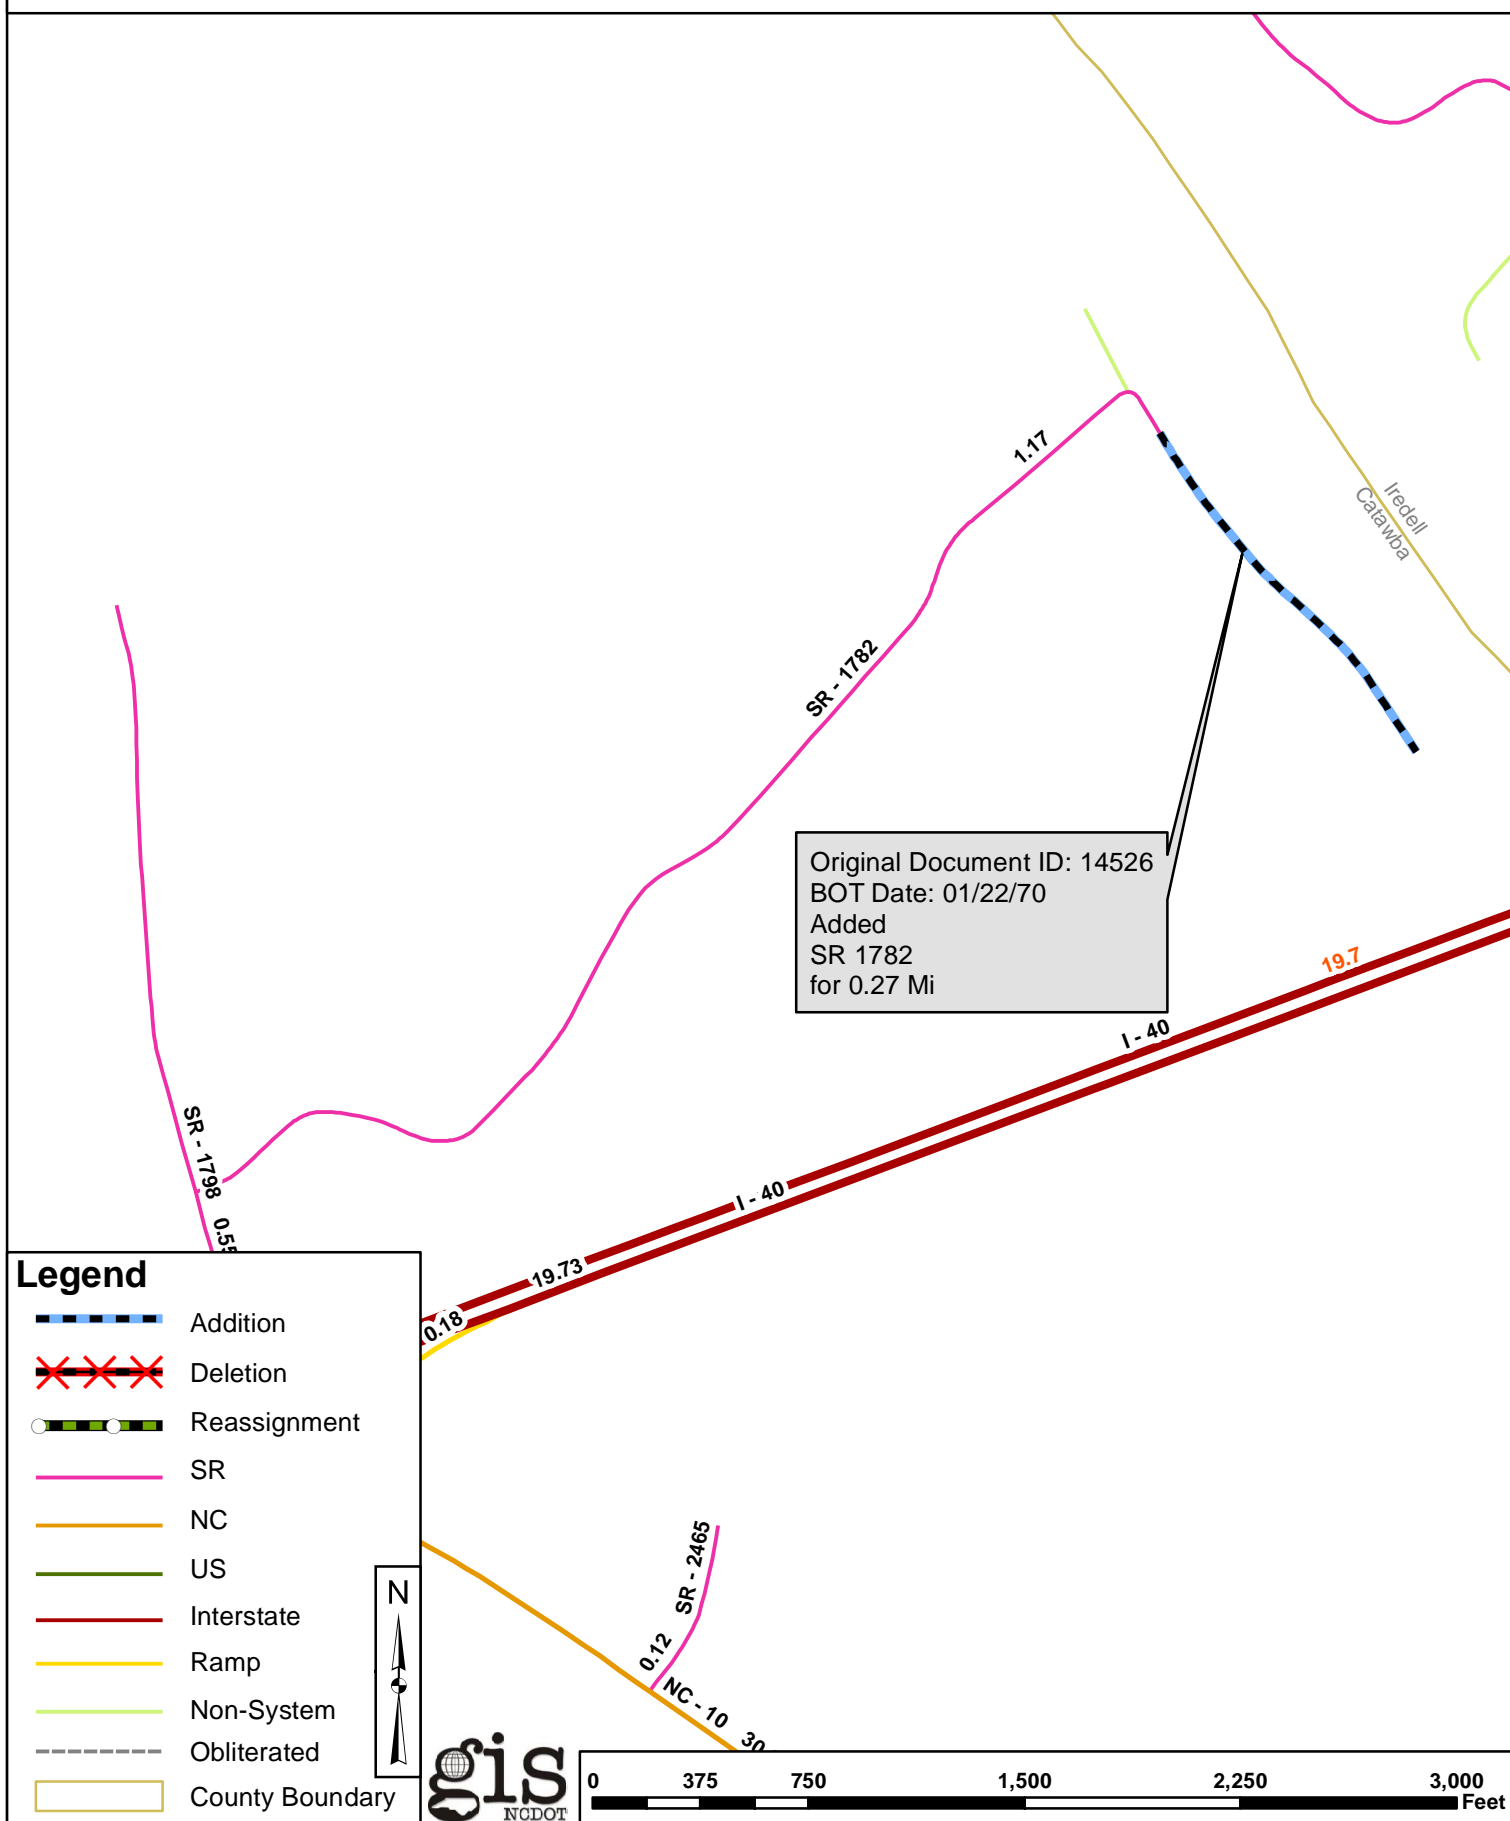 1.17
Iredell
Catawba
SR - 1782
Original Document ID: 14526
BOT Date: 01/22/70
Added
SR 1782
for 0.27 Mi
19.7
I - 40
SR - 1798
I - 40
19.73
0.18
Legend
Addition
Deletion
Reassignment
SR
NC
US
Interstate
Ramp
Non-System
Obliterated
County Boundary
N
SR - 2465
0.12
NC - 10
gis
NCDOT
0 375 750 1,500 2,250 3,000
Feet